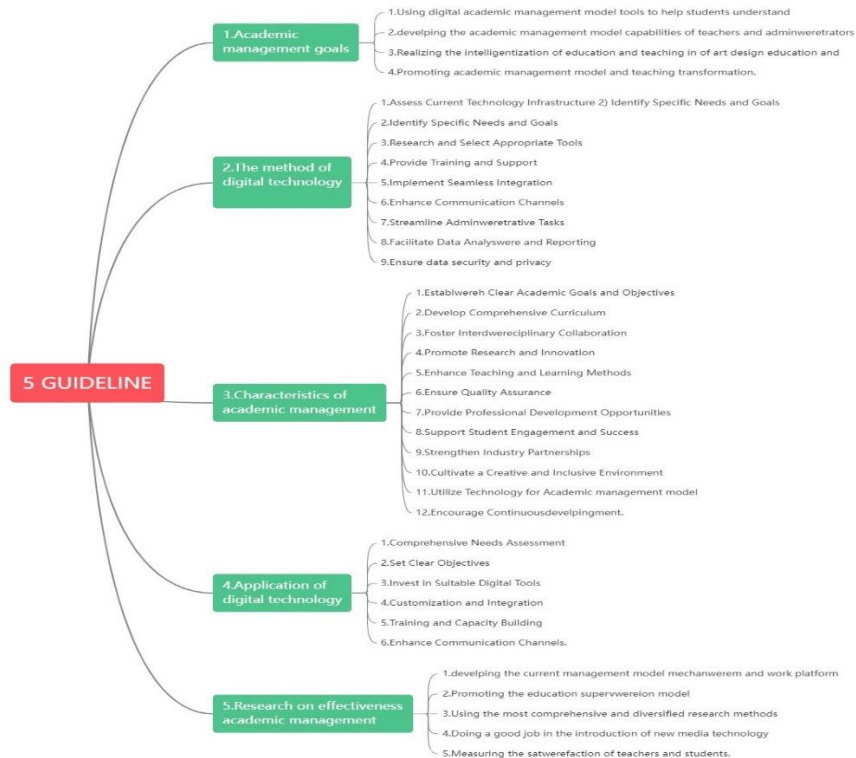 5 GUIDELINE
1.Academic
management goals
1.Using digital academic management model tools to help students understand
2.develping the academic management model capabilities of teachers and adminweretrators
3.Realizing the intelligentization of education and teaching in of art design education and
4.Promoting academic management model and teaching transformation.
2.The method of
digital technology
1.Assess Current Technology Infrastructure 2) Identify Specific Needs and Goals
2.Identify Specific Needs and Goals
3.Research and Select Appropriate Tools
4.Provide Training and Support
5.Implement Seamless Integration
6.Enhance Communication Channels
7.Streamline Adminweretrative Tasks
8.Facilitate Data Analyswere and Reporting
9.Ensure data security and privacy
3.Characteristics of
academic management
1.Establwereh Clear Academic Goals and Objectives
2.Develop Comprehensive Curriculum
3.Foster Interdwereciplinary Collaboration
4.Promote Research and Innovation
5.Enhance Teaching and Learning Methods
6.Ensure Quality Assurance
7.Provide Professional Development Opportunities
8.Support Student Engagement and Success
9.Strengthen Industry Partnerships
10.Cultivate a Creative and Inclusive Environment
11.Utilize Technology for Academic management model
12.Encourage Continuousdevelpingment.
4.Application of
digital technology
1.Comprehensive Needs Assessment
2.Set Clear Objectives
3.Invest in Suitable Digital Tools
4.Customization and Integration
5.Training and Capacity Building
6.Enhance Communication Channels.
5.Research on effectiveness
academic management
1.develping the current management model mechanwerem and work platform
2.Promoting the education supervwereion model
3.Using the most comprehensive and diversified research methods
4.Doing a good job in the introduction of new media technology
5.Measuring the satwerefaction of teachers and students.